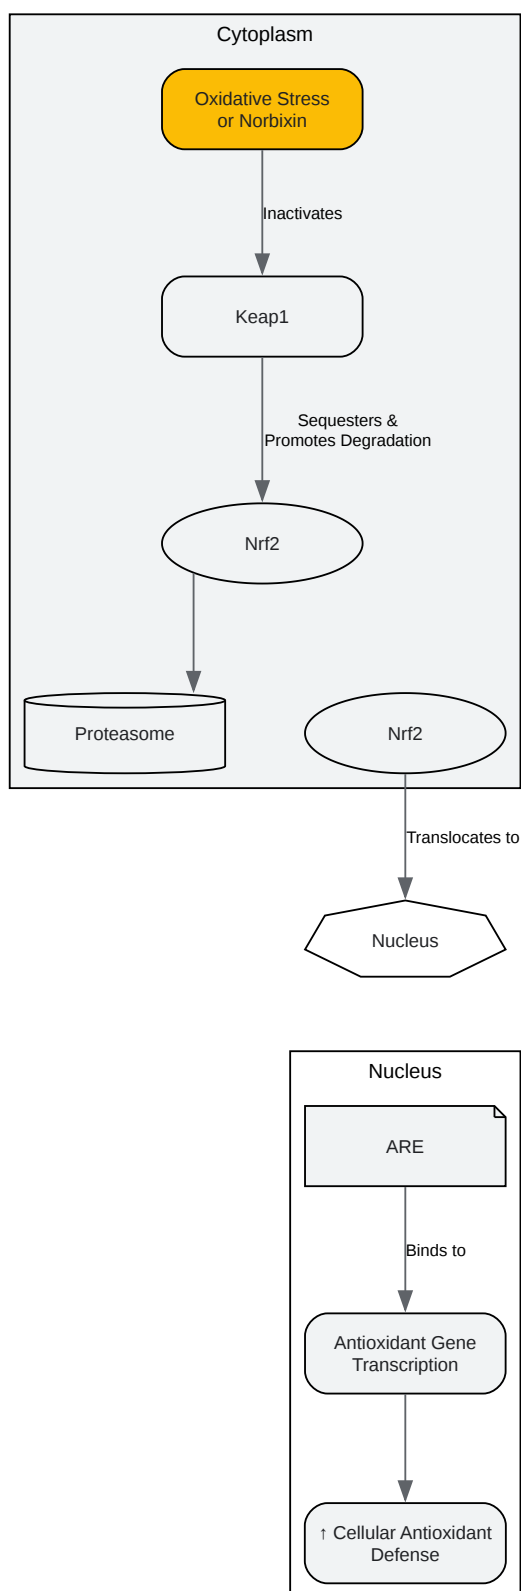 Cytoplasm
Oxidative Stress
or Norbixin
Inactivates
Keap1
Sequesters &
Promotes Degradation
Nrf2
Proteasome
Nrf2
Translocates to
Nucleus
Nucleus
ARE
Binds to
Antioxidant Gene
Transcription
↑ Cellular Antioxidant
Defense